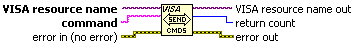 VISA resource name
command
error in (no error)
VISA
SEND
CMDS
VISA resource name out
return count
error out